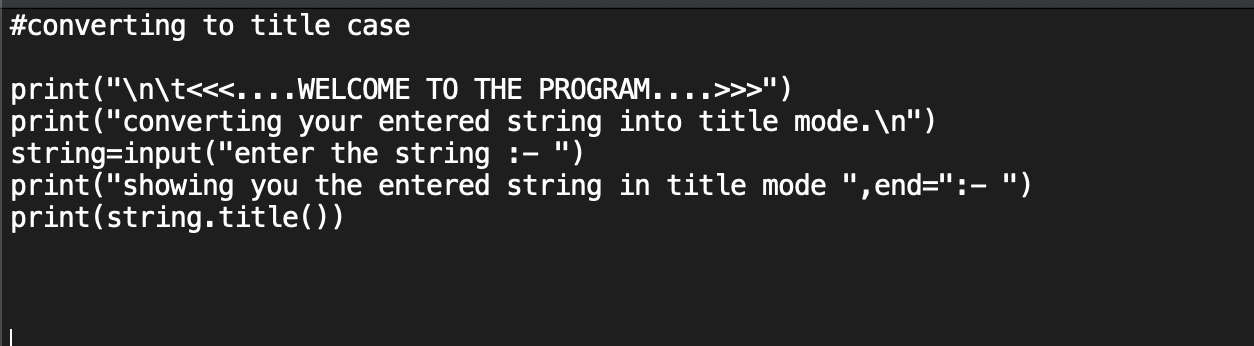 #converting to title case
print("\n\t<<<....WELCOME TO THE PROGRAM....>>>")
print("converting your entered string into title mode.\n")
string=input("enter the string :– ")
print("showing you the entered string in title mode ",end=":– ")
print(string.title())